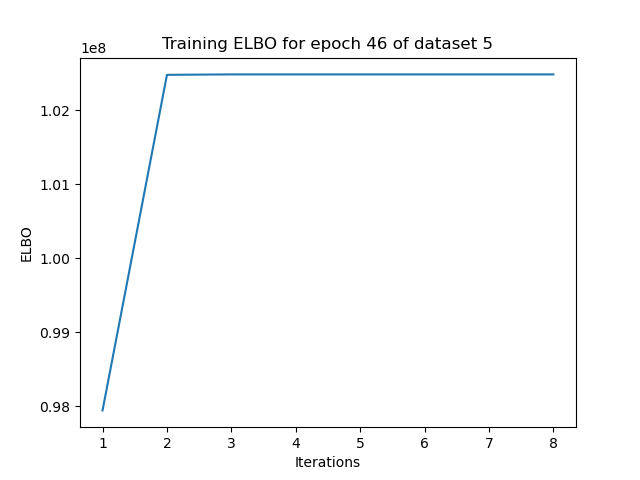 Training ELBO for epoch 46 of dataset 5
1e8
1.02
1.01
1.00
0.99
0.98
ELBO
1 2 3 4 5 6 7 8
Iterations